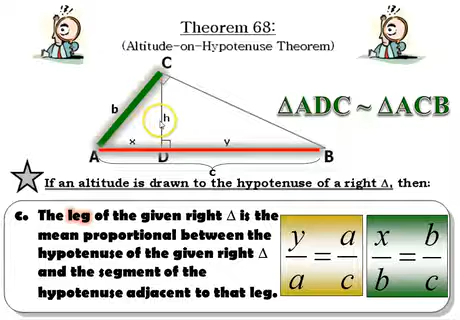 Theorem 68:
(Altitude-on-Hypotenuse Theorem)
C
b
h
x
y
A
D
B
c
ΔADC ~ ΔACB
If an altitude is drawn to the hypotenuse of a right Δ, then:
c. The leg of the given right Δ is the
mean proportional between the
hypotenuse of the given right Δ
and the segment of the
hypotenuse adjacent to that leg.
y/a = a/c
x/b = b/c